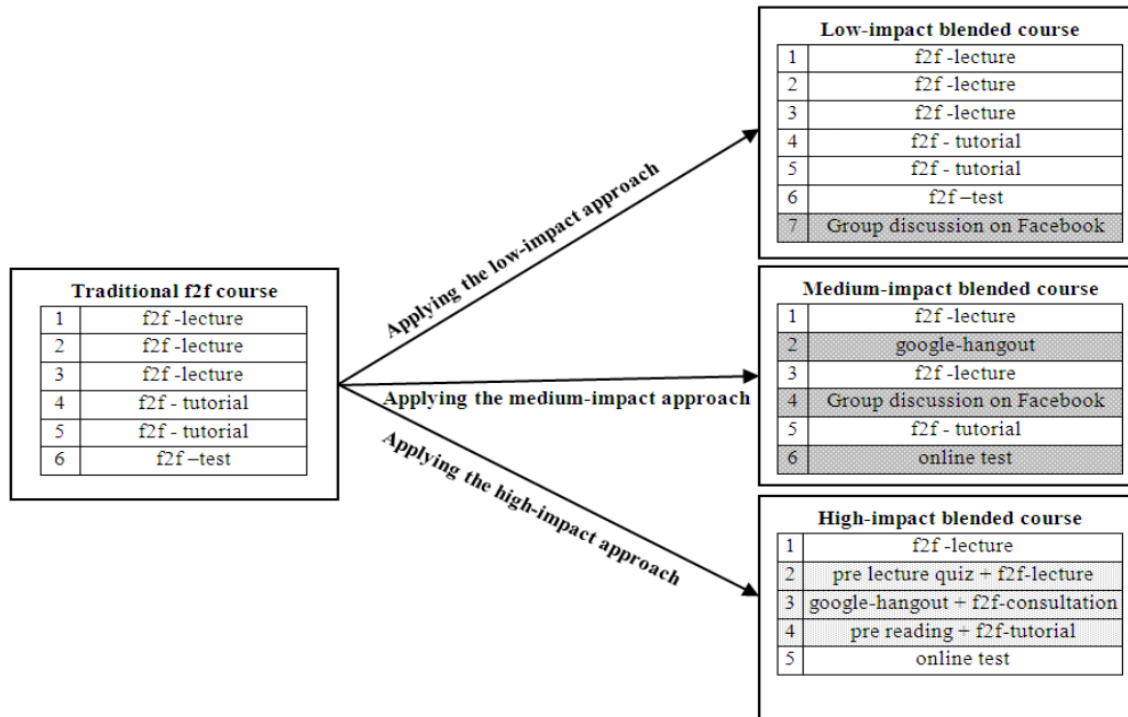 Low-impact blended course
1 f2f -lecture
2 f2f -lecture
3 f2f -lecture
4 f2f - tutorial
5 f2f - tutorial
6 f2f –test
7 Group discussion on Facebook
Applying the low-impact approach
Traditional f2f course
1 f2f -lecture
2 f2f -lecture
3 f2f -lecture
4 f2f - tutorial
5 f2f - tutorial
6 f2f –test
Applying the medium-impact approach
Medium-impact blended course
1 f2f -lecture
2 google-hangout
3 f2f -lecture
4 Group discussion on Facebook
5 f2f - tutorial
6 online test
Applying the high-impact approach
High-impact blended course
1 f2f -lecture
2 pre lecture quiz + f2f-lecture
3 google-hangout + f2f-consultation
4 pre reading + f2f-tutorial
5 online test